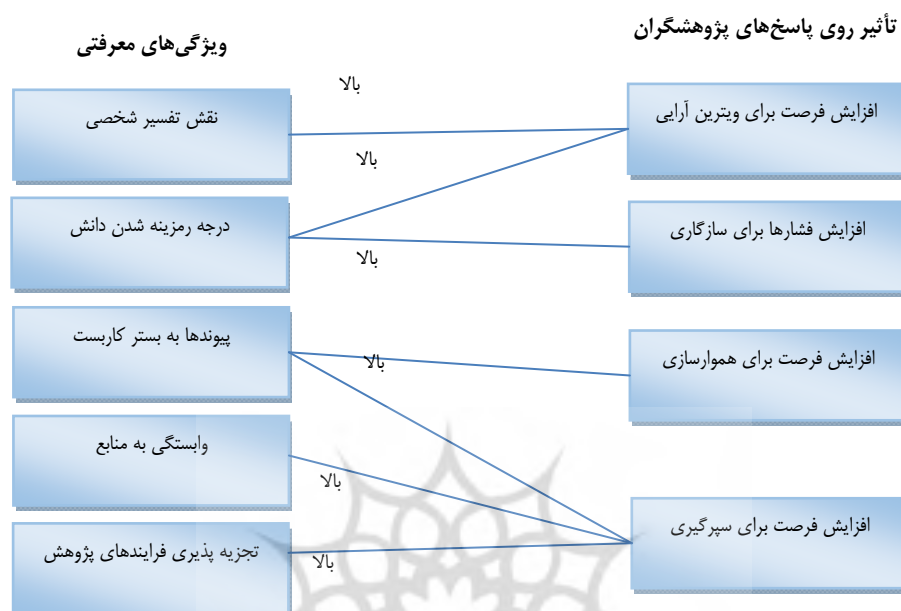 تأثیر روی پاسخ‌های پژوهشگران
ویژگی‌های معرفتی
بالا
افزایش فرصت برای ویترین آرایی
نقش تفسیر شخصی
بالا
افزایش فشارها برای سازگاری
درجه رمزینه شدن دانش
بالا
افزایش فرصت برای هموارسازی
پیوندها به بستر کاربست
بالا
وابستگی به منابع
بالا
افزایش فرصت برای سپرگیری
تجزیه پذیری فرایندهای پژوهش
بالا